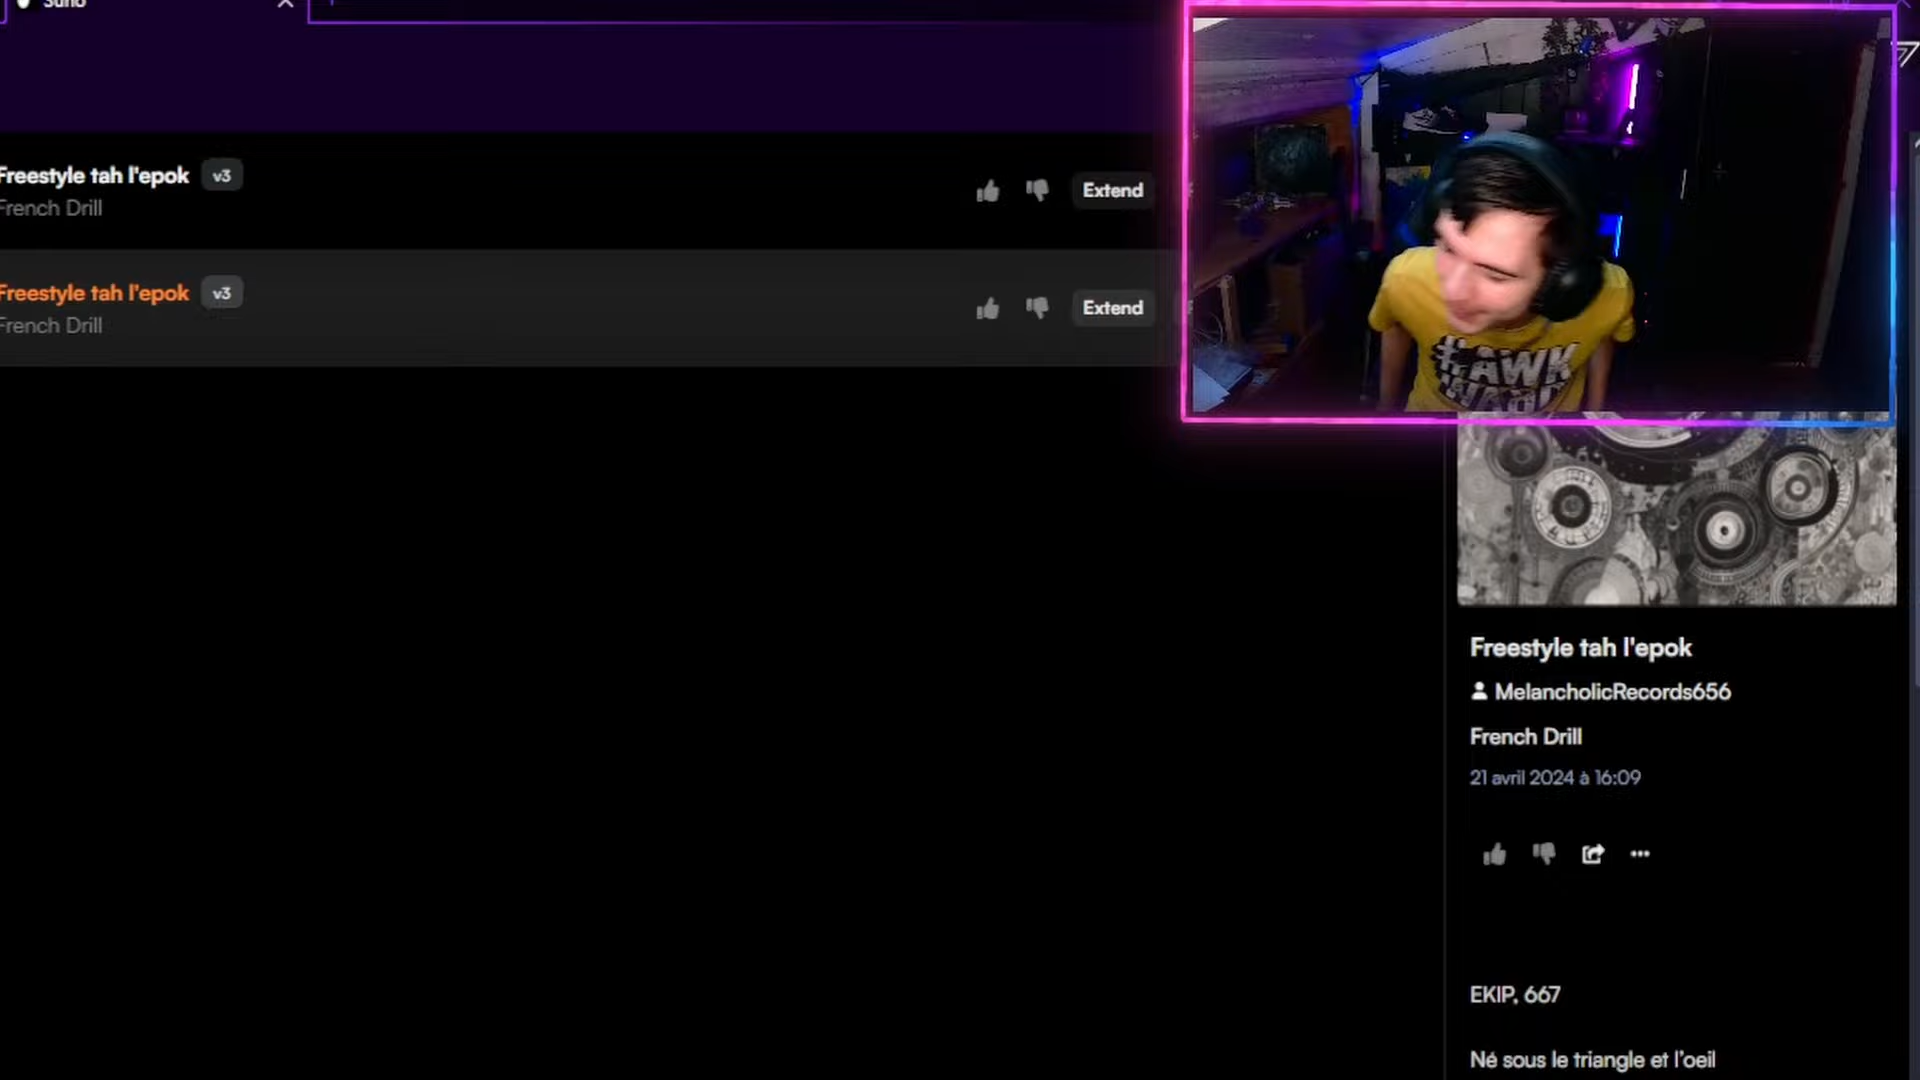 Suno
Freestyle tah l'epok v3
French Drill
Extend
Freestyle tah l'epok v3
French Drill
Extend
Freestyle tah l'epok
MelancholicRecords656
French Drill
21 avril 2024 à 16:09
EKIP, 667
Né sous le triangle et l'oeil